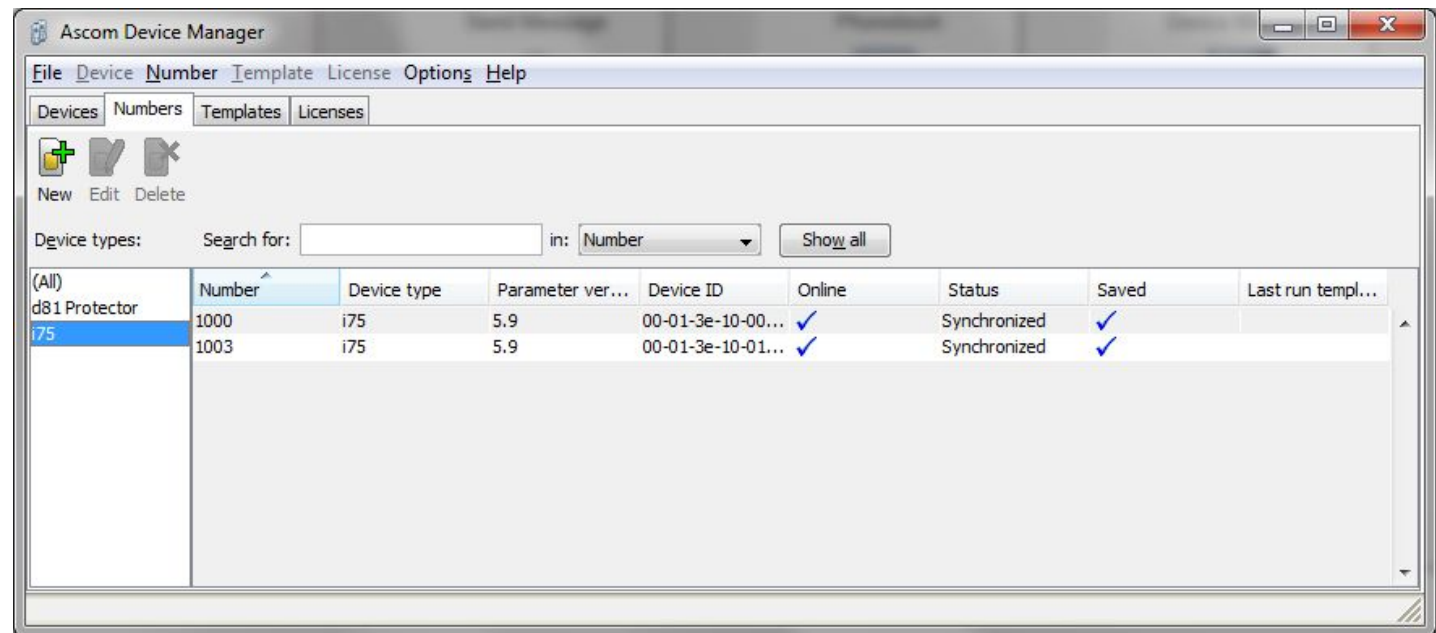 Ascom Device Manager
File Device Number Template License Options Help
Devices Numbers Templates Licenses
New Edit Delete
Device types: Search for: in: Number Show all
(All)
d81 Protector
i75
Number Device type Parameter ver... Device ID Online Status Saved Last run templ...
1000 i75 5.9 00-01-3e-10-00... Synchronized
1003 i75 5.9 00-01-3e-10-01... Synchronized